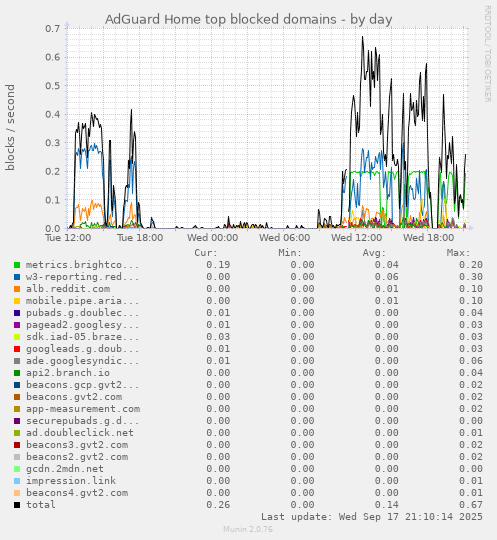 AdGuard Home top blocked domains - by day
RRDTOOL / TOBI OETIKER
blocks / second
0.7
0.6
0.5
0.4
0.3
0.2
0.1
0.0
Tue 12:00 Tue 18:00 Wed 00:00 Wed 06:00 Wed 12:00 Wed 18:00
Cur: Min: Avg: Max:
metrics.brightco... 0.19 0.00 0.04 0.20
w3-reporting.red... 0.00 0.00 0.06 0.30
alb.reddit.com 0.00 0.00 0.01 0.10
mobile.pipe.aria... 0.00 0.00 0.01 0.10
pubads.g.doublec... 0.01 0.00 0.00 0.04
pagead2.googlesy... 0.01 0.00 0.00 0.03
sdk.iad-05.braze... 0.03 0.00 0.00 0.03
googleads.g.doub... 0.01 0.00 0.00 0.03
ade.googlesyndic... 0.01 0.00 0.00 0.06
api2.branch.io 0.00 0.00 0.00 0.04
beacons.gcp.gvt2... 0.00 0.00 0.00 0.02
beacons.gvt2.com 0.00 0.00 0.00 0.02
app-measurement.com 0.00 0.00 0.00 0.02
securepubads.g.d... 0.00 0.00 0.00 0.00
ad.doubleclick.net 0.00 0.00 0.00 0.01
beacons3.gvt2.com 0.00 0.00 0.00 0.02
beacons2.gvt2.com 0.00 0.00 0.00 0.02
gcdn.2mdn.net 0.00 0.00 0.00 0.00
impression.link 0.00 0.00 0.00 0.01
beacons4.gvt2.com 0.00 0.00 0.00 0.01
total 0.26 0.00 0.14 0.67
Last update: Wed Sep 17 21:10:14 2025
Munin 2.0.76